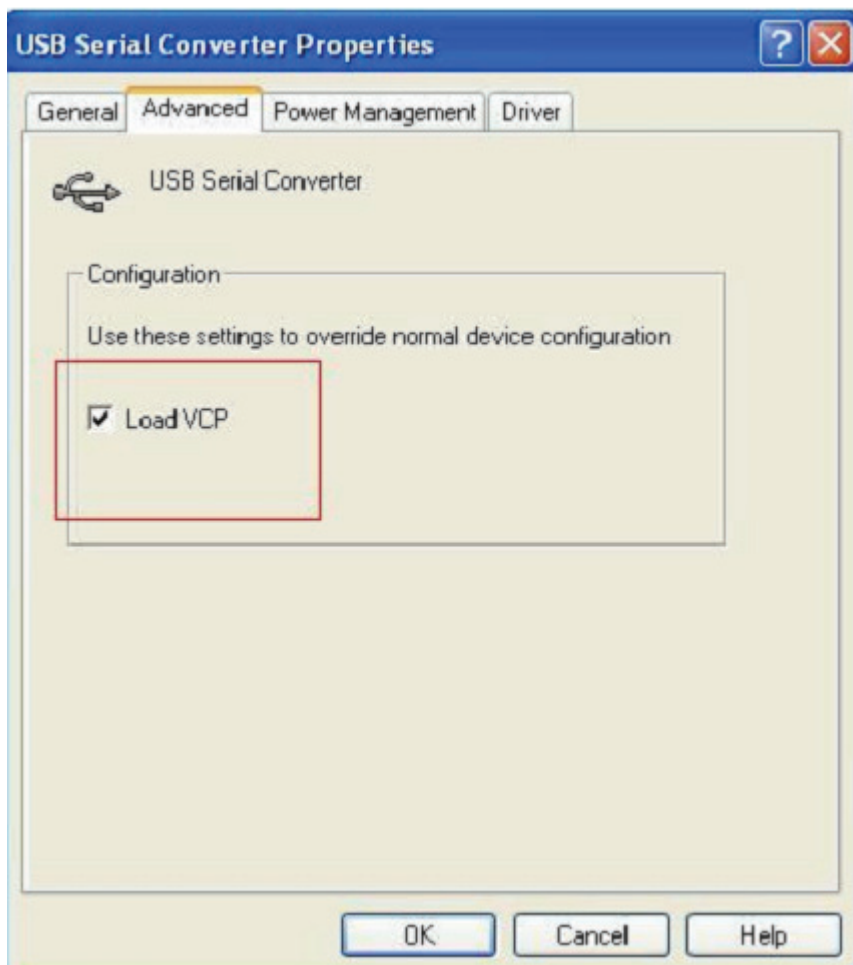 USB Serial Converter Properties
General Advanced Power Management Driver
USB Serial Converter
Configuration
Use these settings to override normal device configuration
Load VCP
OK Cancel Help